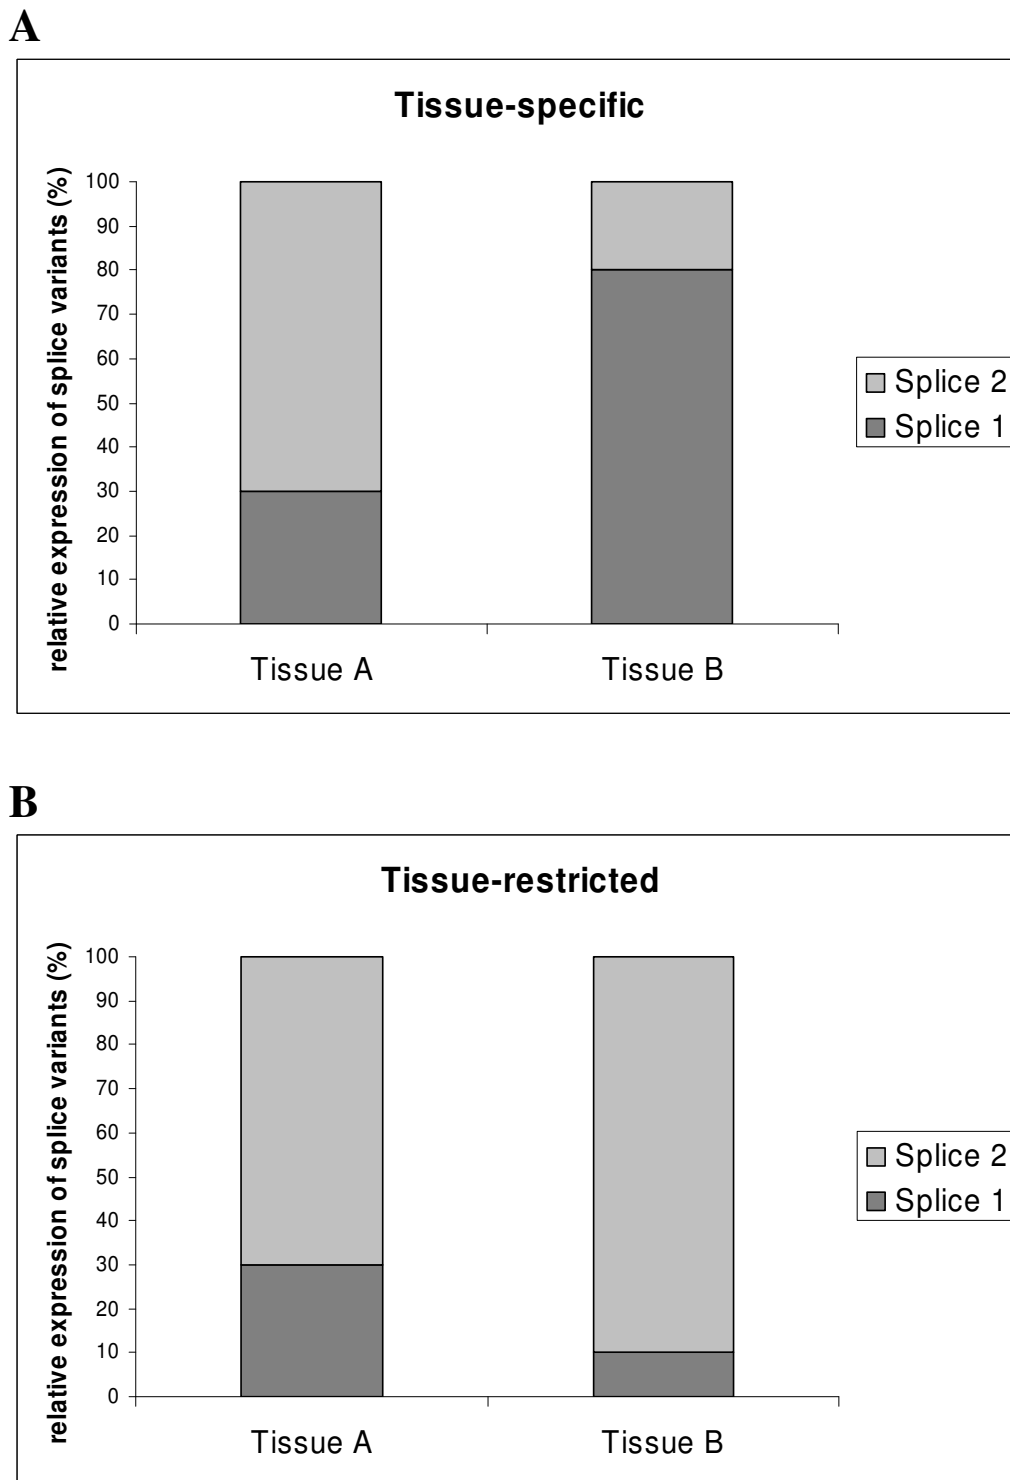 A
Tissue-specific
relative expression of splice variants (%)
100
90
80
70
60
50
40
30
20
10
0
Tissue A
Tissue B
Splice 2
Splice 1
B
Tissue-restricted
relative expression of splice variants (%)
100
90
80
70
60
50
40
30
20
10
0
Tissue A
Tissue B
Splice 2
Splice 1